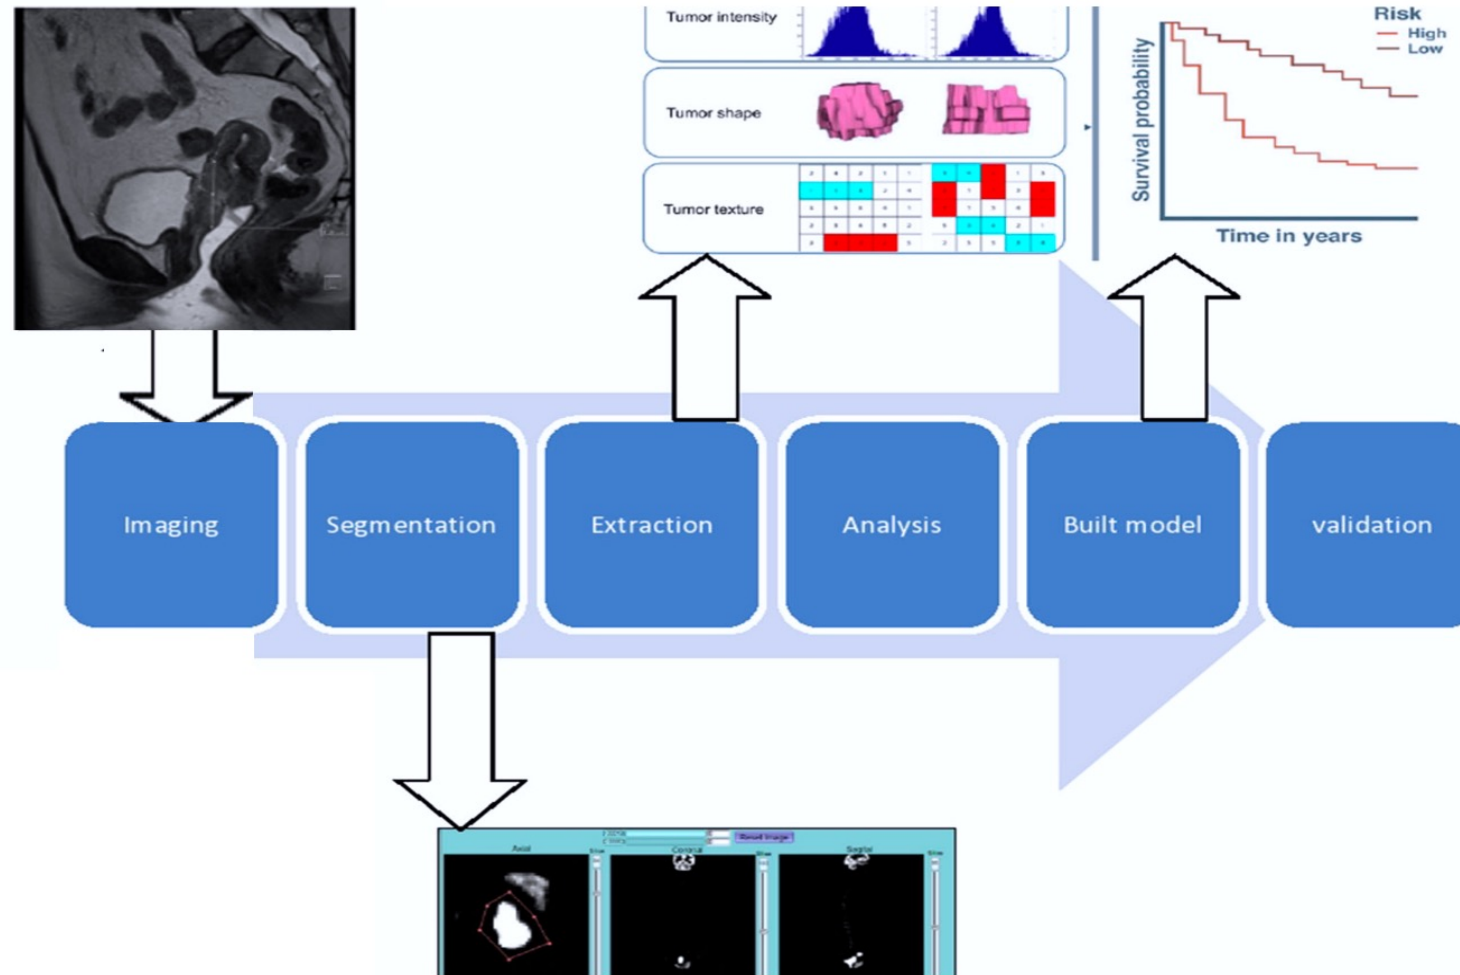 Tumor intensity
Tumor shape
Tumor texture
Risk
High
Low
Survival probability
Time in years
Imaging
Segmentation
Extraction
Analysis
Built model
validation
Reset Image
Axial
Coronal
Sagital